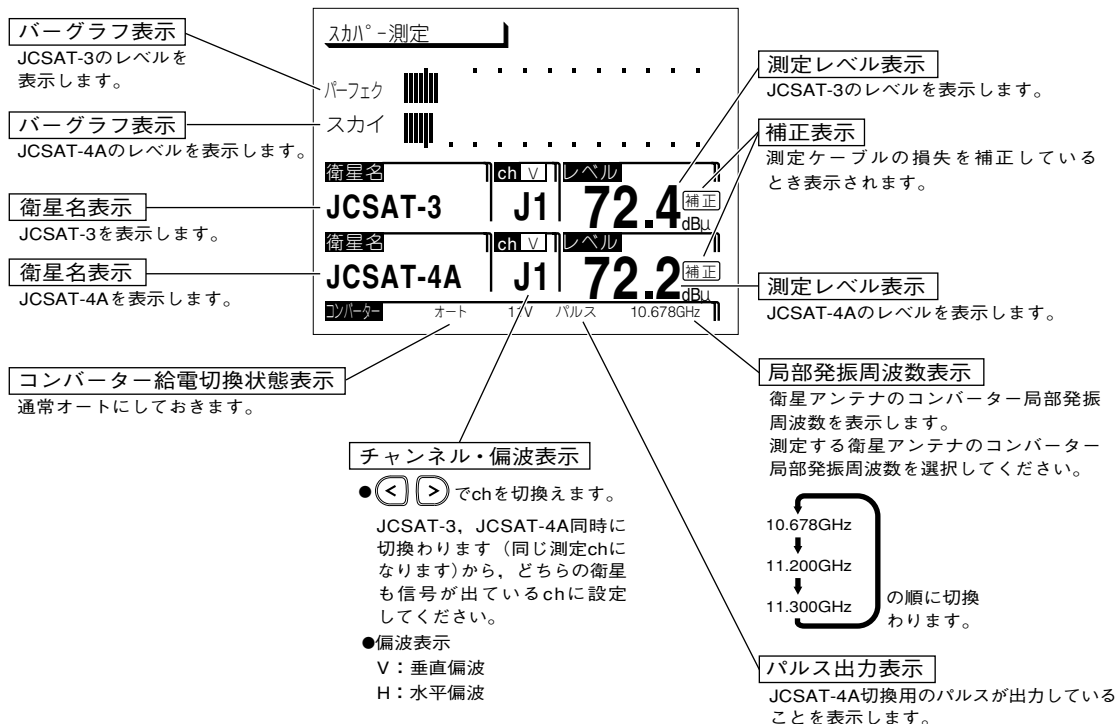 バーグラフ表示
JCSAT-3のレベルを
表示します。
バーグラフ表示
JCSAT-4Aのレベルを表示します。
衛星名表示
JCSAT-3を表示します。
衛星名表示
JCSAT-4Aを表示します。
コンバーター給電切換状態表示
通常オートにしておきます。
ｽｶﾊﾟｰ測定
パーフェク
スカイ
衛星名
ch V
レベル
JCSAT-3
J1
72.4
補正
dBμ
衛星名
ch V
レベル
JCSAT-4A
J1
72.2
補正
dBμ
コンバーター
オート
11V
パルス
10.678GHz
測定レベル表示
JCSAT-3のレベルを表示します。
補正表示
測定ケーブルの損失を補正している
とき表示されます。
測定レベル表示
JCSAT-4Aのレベルを表示します。
局部発振周波数表示
衛星アンテナのコンバーター局部発振
周波数を表示します。
測定する衛星アンテナのコンバーター
局部発振周波数を選択してください。
10.678GHz
11.200GHz
11.300GHz
の順に切換
わります。
チャンネル・偏波表示
●< > でchを切換えます。
JCSAT-3，JCSAT-4A同時に
切換わります（同じ測定chに
なります）から，どちらの衛星
も信号が出ているchに設定
してください。
●偏波表示
V：垂直偏波
H：水平偏波
パルス出力表示
JCSAT-4A切換用のパルスが出力している
ことを表示します。